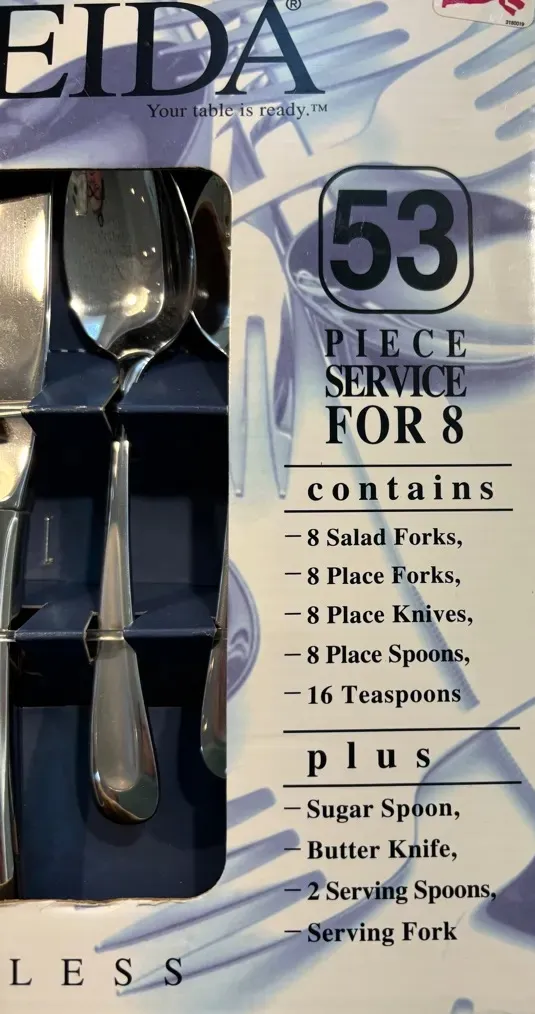 EIDA®
Your table is ready.™
53
PIECE
SERVICE
FOR 8
contains
– 8 Salad Forks,
– 8 Place Forks,
– 8 Place Knives,
– 8 Place Spoons,
– 16 Teaspoons
plus
– Sugar Spoon,
– Butter Knife,
– 2 Serving Spoons,
– Serving Fork
LESS